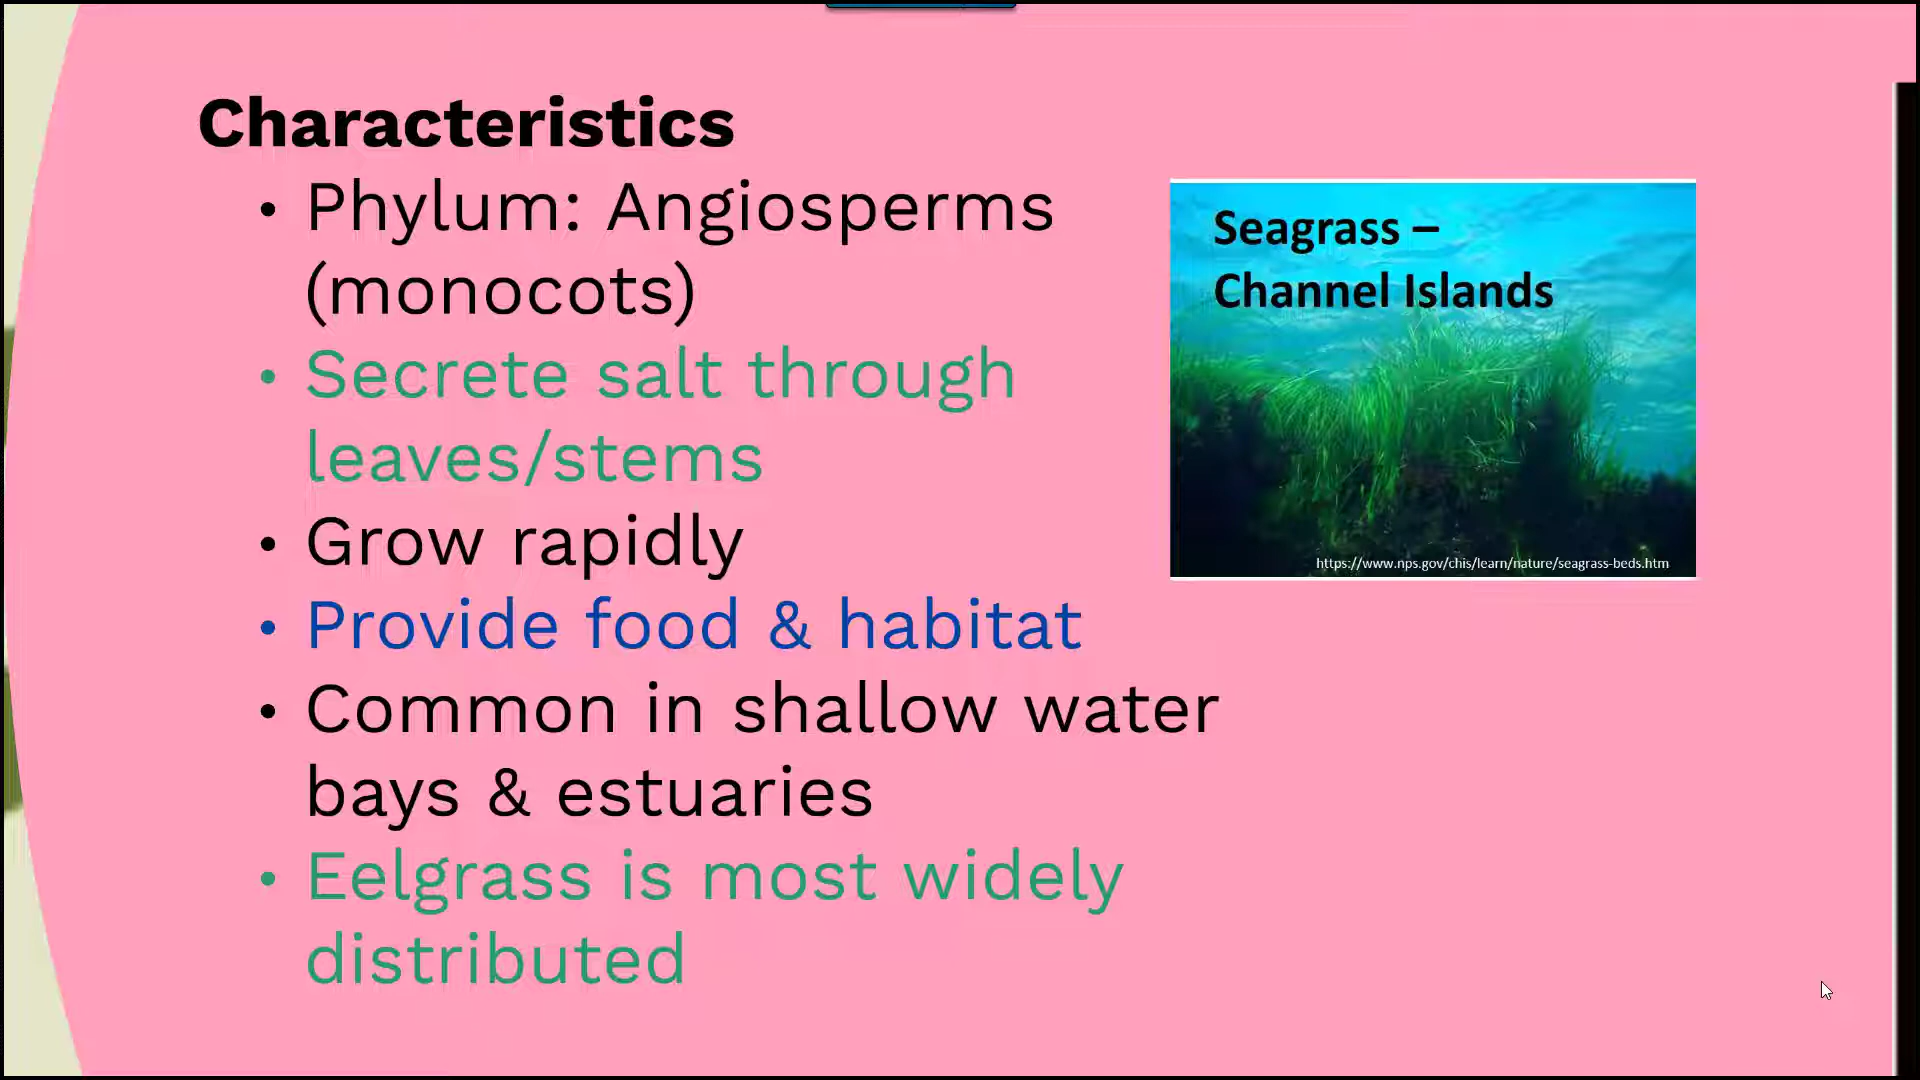 Characteristics
• Phylum: Angiosperms
(monocots)
• Secrete salt through
leaves/stems
• Grow rapidly
• Provide food & habitat
• Common in shallow water
bays & estuaries
• Eelgrass is most widely
distributed
Seagrass –
Channel Islands
https://www.nps.gov/chis/learn/nature/seagrass-beds.htm